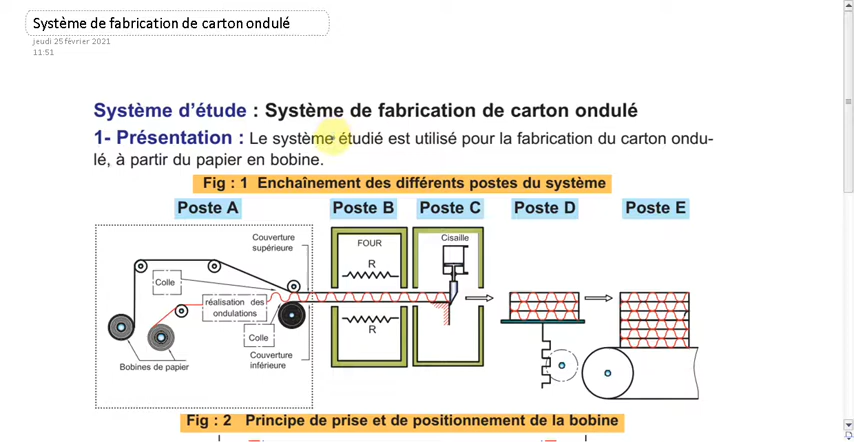 Système de fabrication de carton ondulé
jeudi 25 février 2021
11:51
Système d'étude : Système de fabrication de carton ondulé
1- Présentation : Le système étudié est utilisé pour la fabrication du carton ondu-
lé, à partir du papier en bobine.
Fig : 1 Enchaînement des différents postes du système
Poste A Poste B Poste C Poste D Poste E
Couverture
supérieure
FOUR
Cisaille
R
Colle
réalisation des
ondulations
Colle
R
Couverture
inférieure
Bobines de papier
Fig : 2 Principe de prise et de positionnement de la bobine